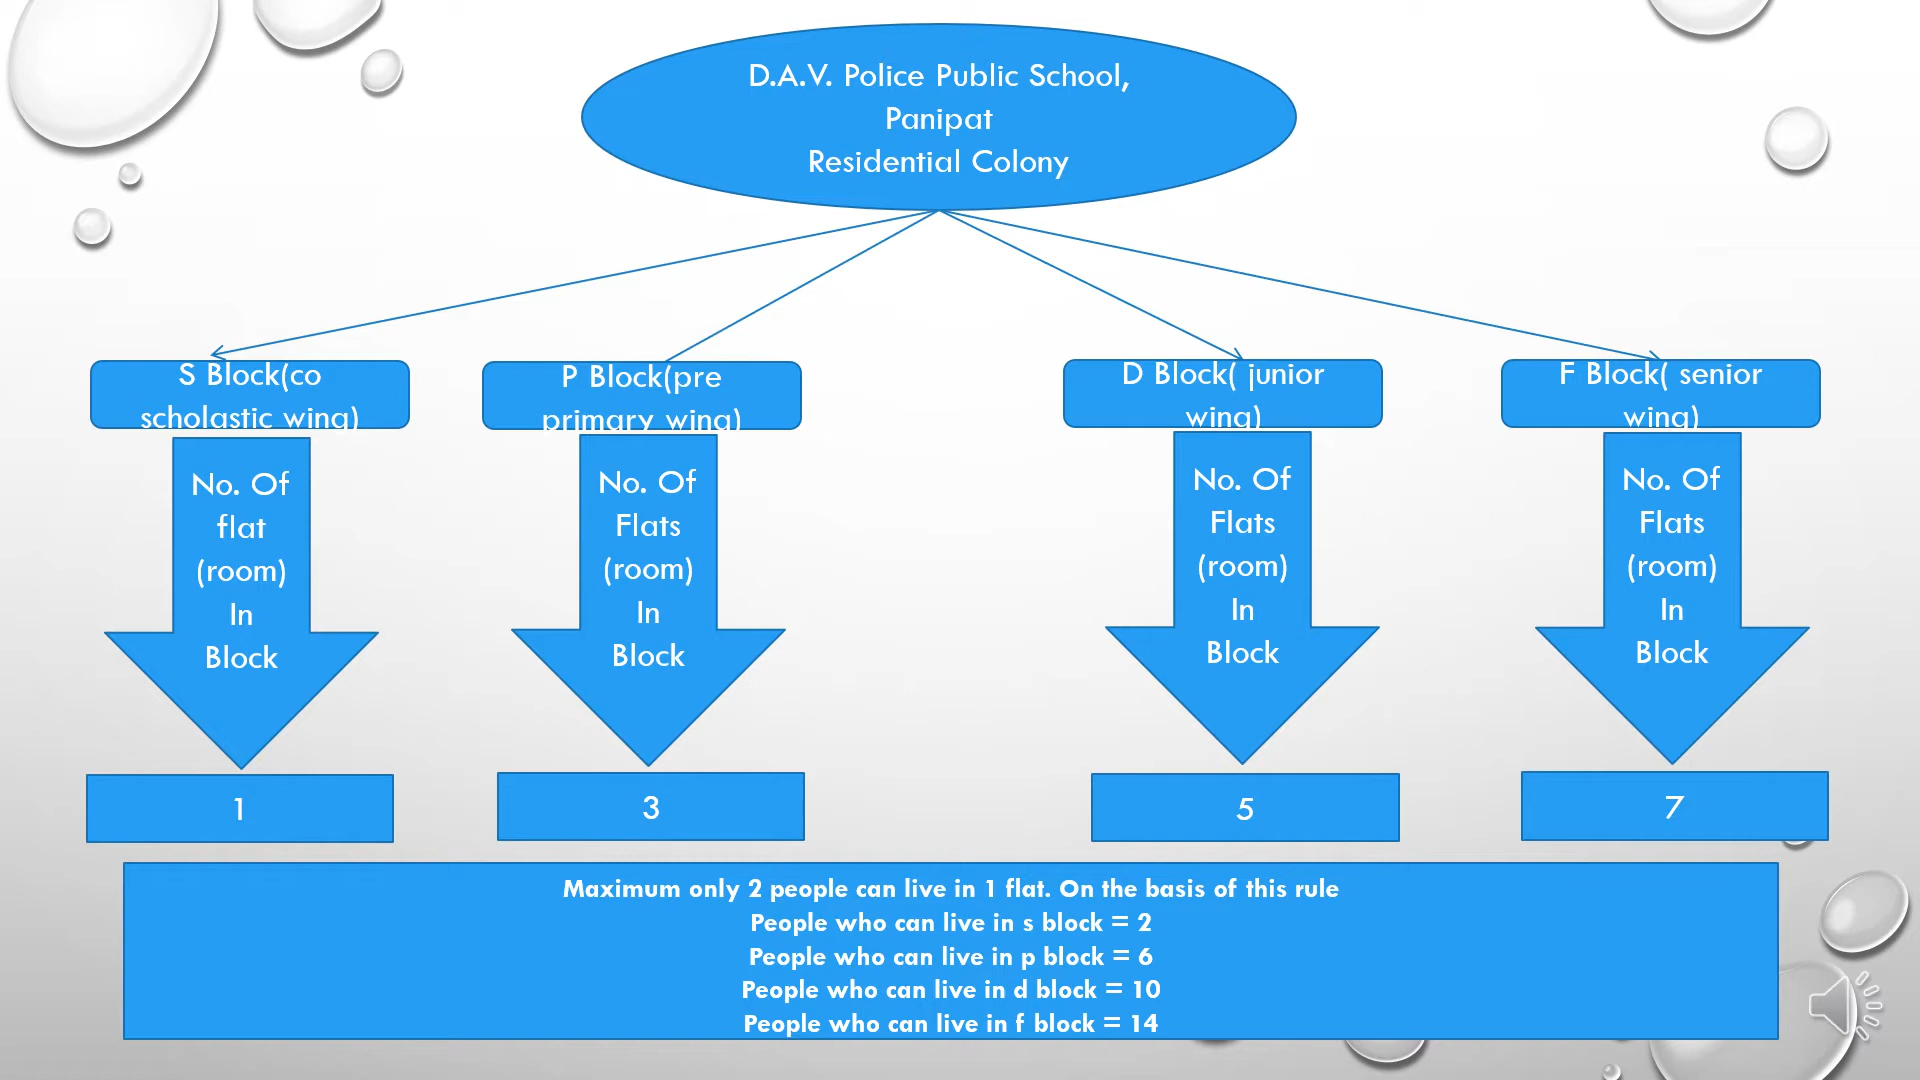 D.A.V. Police Public School,
Panipat
Residential Colony
S Block(co
scholastic wing)
P Block(pre
primary wing)
D Block( junior
wing)
F Block( senior
wing)
No. Of
flat
(room)
In
Block
No. Of
Flats
(room)
In
Block
No. Of
Flats
(room)
In
Block
No. Of
Flats
(room)
In
Block
1
3
5
7
Maximum only 2 people can live in 1 flat. On the basis of this rule
People who can live in s block = 2
People who can live in p block = 6
People who can live in d block = 10
People who can live in f block = 14